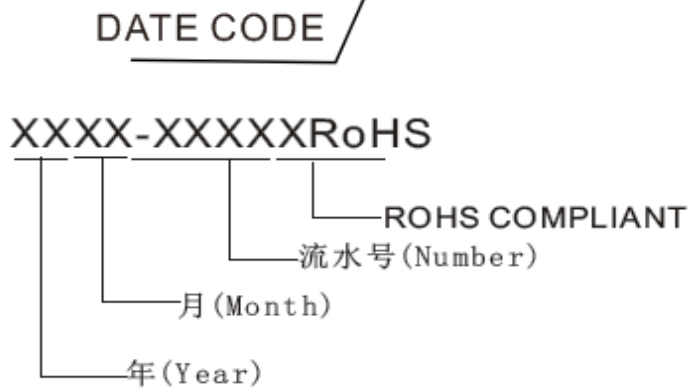 DATE CODE
XXXX-XXXXXRoHS
ROHS COMPLIANT
流水号(Number)
月(Month)
年(Year)